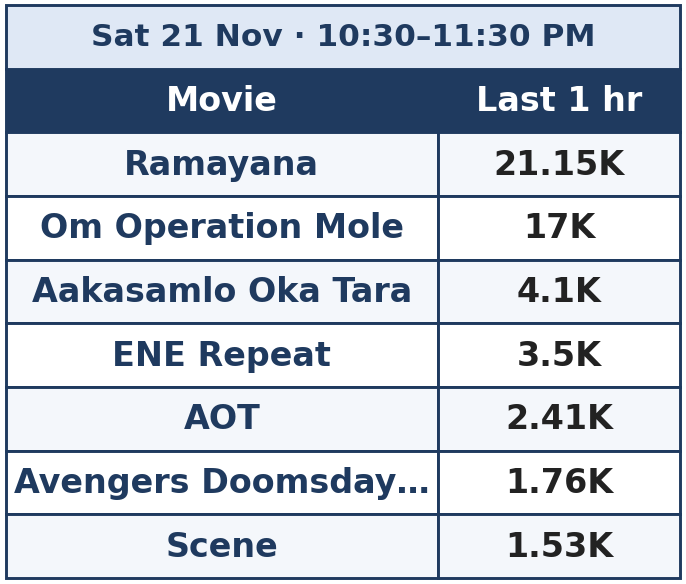 Sat 21 Nov · 10:30–11:30 PM
Movie Last 1 hr
Ramayana 21.15K
Om Operation Mole 17K
Aakasamlo Oka Tara 4.1K
ENE Repeat 3.5K
AOT 2.41K
Avengers Doomsday... 1.76K
Scene 1.53K